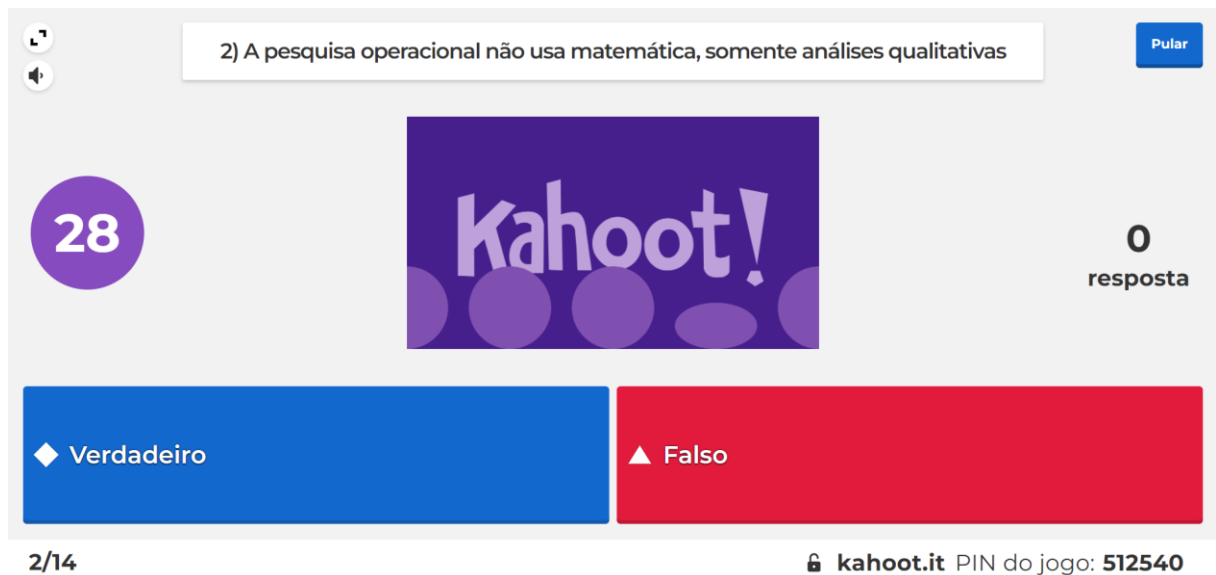 2) A pesquisa operacional não usa matemática, somente análises qualitativas
Pular
28
Kahoot!
0
resposta
Verdadeiro
Falso
2/14
kahoot.it PIN do jogo: 512540